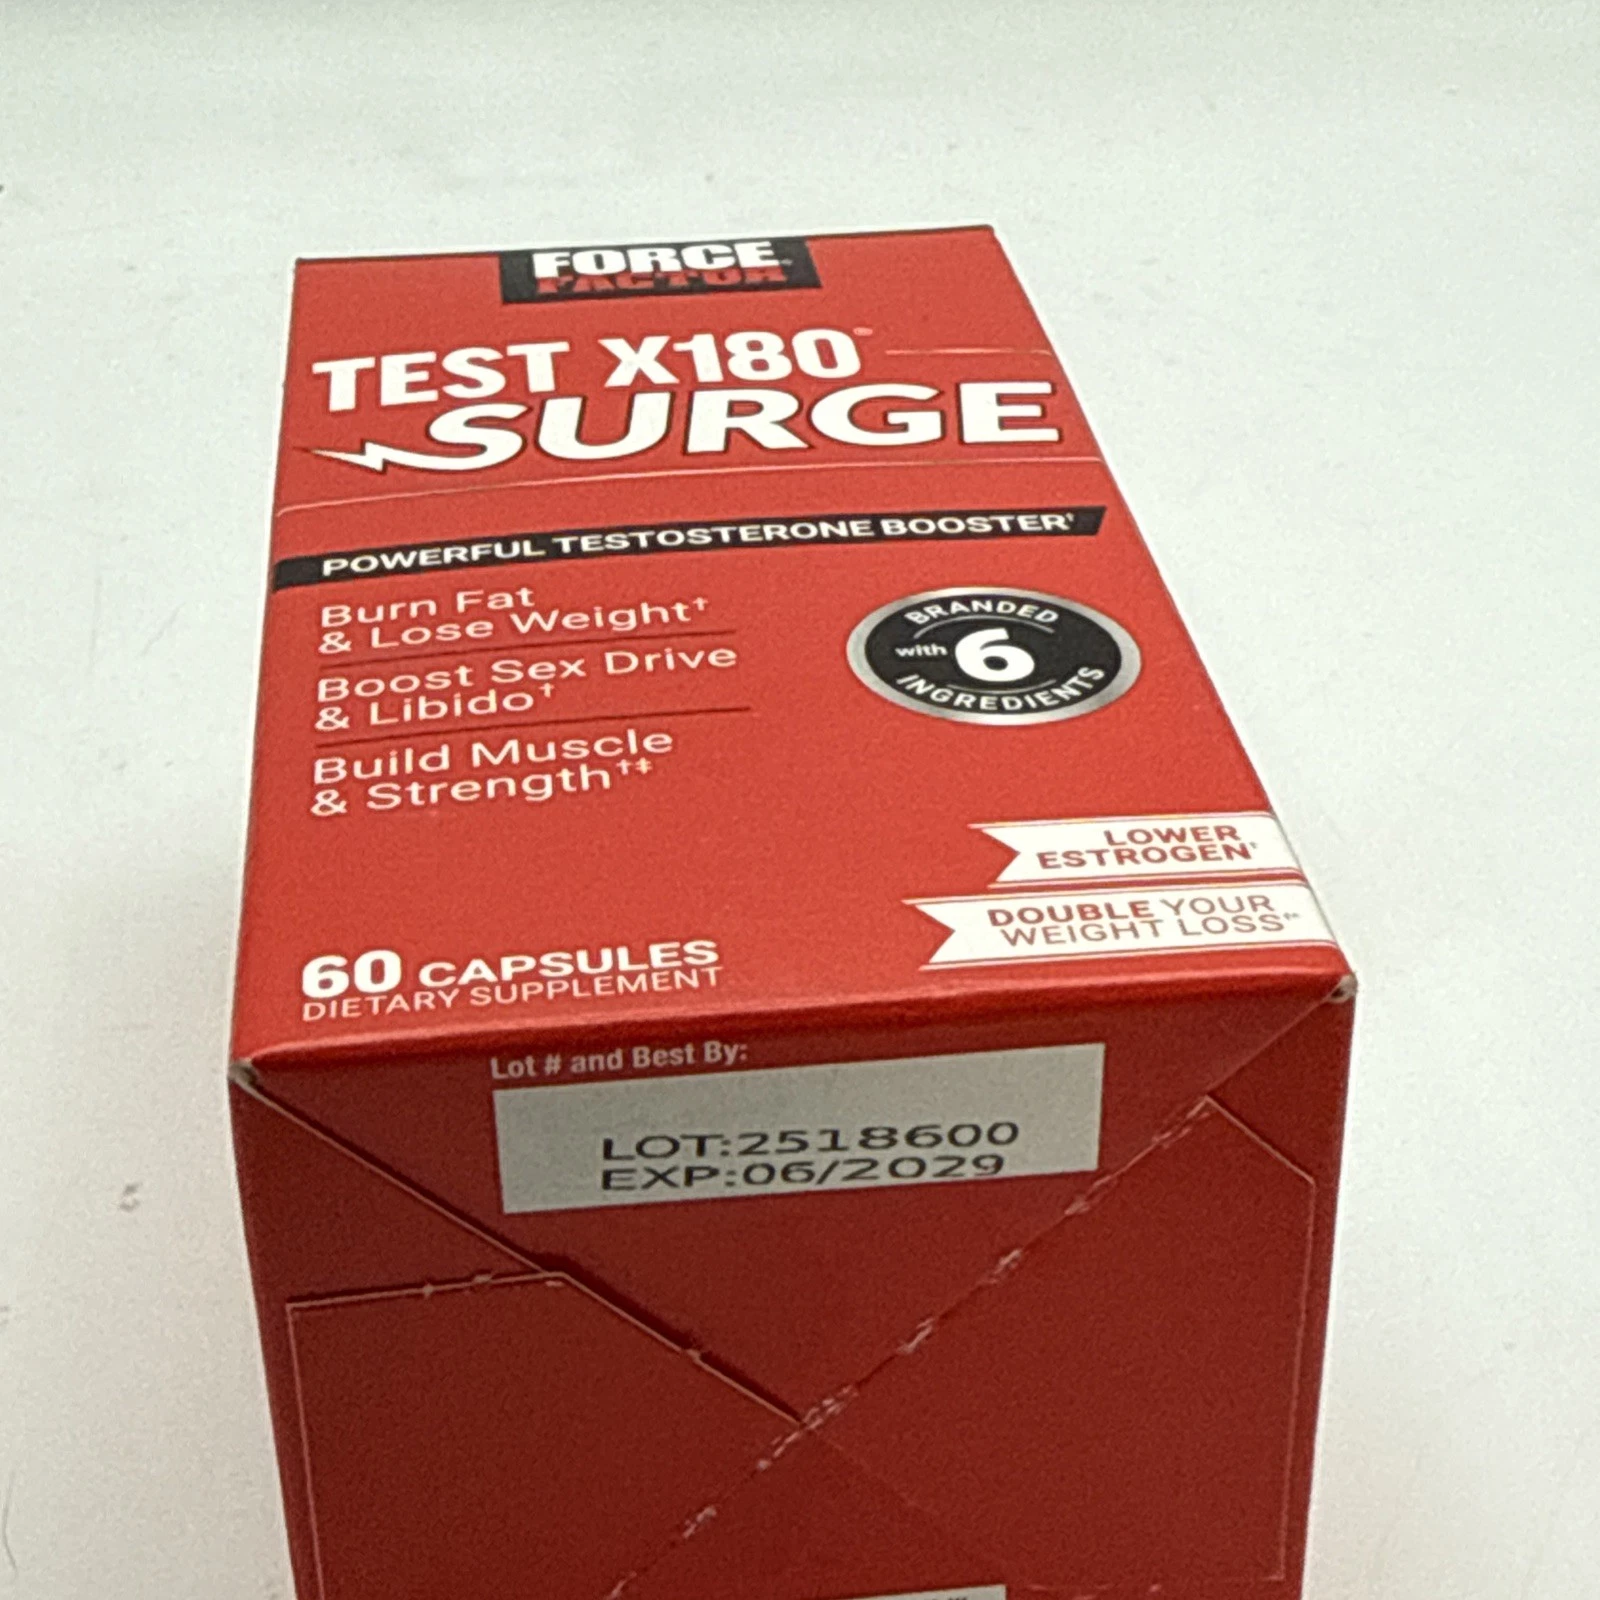 FORCE
FACTOR
TEST X180
SURGE
POWERFUL TESTOSTERONE BOOSTER†
Burn Fat
& Lose Weight†
Boost Sex Drive
& Libido†
Build Muscle
& Strength†‡
BRANDED
with 6
INGREDIENTS
LOWER
ESTROGEN†
DOUBLE YOUR
WEIGHT LOSS
60 CAPSULES
DIETARY SUPPLEMENT
Lot # and Best By:
LOT:2518600
EXP:06/2029